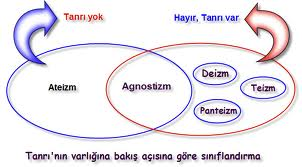 Tanrı yok
Hayır, Tanrı var
Ateizm
Agnostizm
Deizm
Teizm
Panteizm
Tanrı'nın varlığına bakış açısına göre sınıflandırma